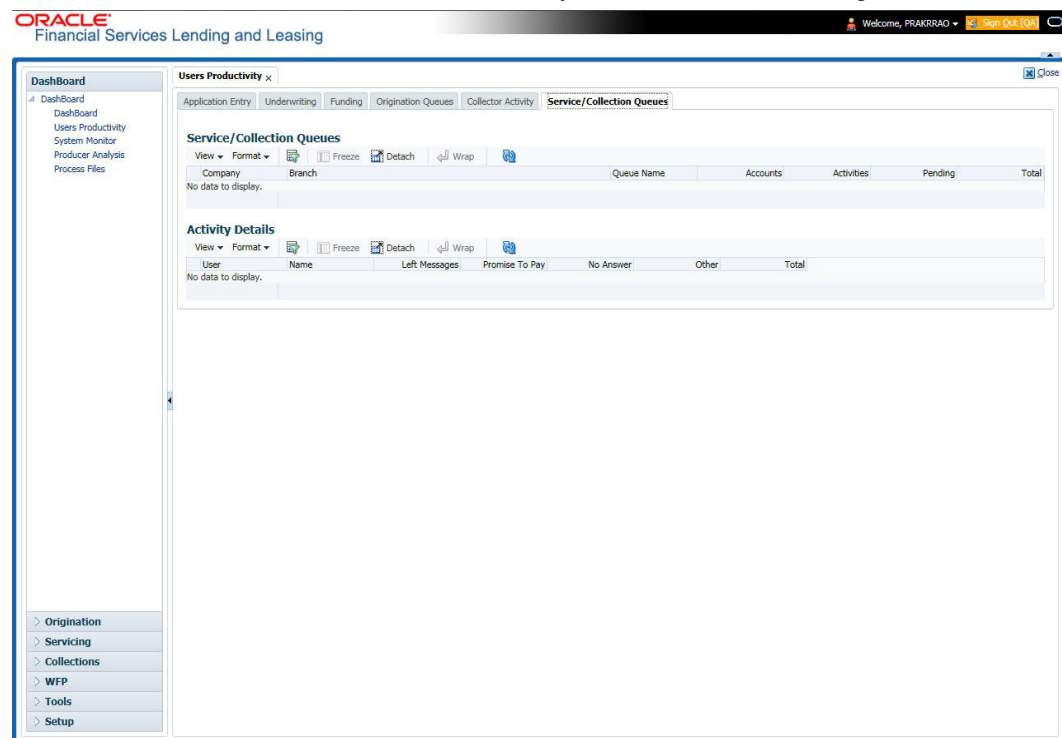 ORACLE
Financial Services Lending and Leasing
Welcome, PRAKRRAO
Sign Out [QA]
DashBoard
DashBoard
DashBoard
Users Productivity
System Monitor
Producer Analysis
Process Files
Users Productivity x
Close
Application Entry Underwriting Funding Origination Queues Collector Activity Service/Collection Queues
Service/Collection Queues
View Format Freeze Detach Wrap
Company Branch Queue Name Accounts Activities Pending Total
No data to display.
Activity Details
View Format Freeze Detach Wrap
User Name Left Messages Promise To Pay No Answer Other Total
No data to display.
Origination
Servicing
Collections
WFP
Tools
Setup